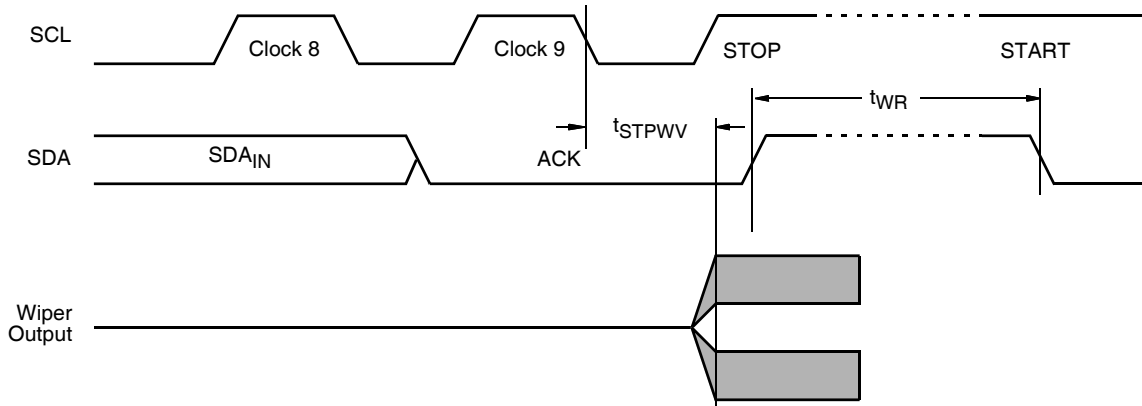 SCL
Clock 8
Clock 9
STOP
START
tWR
tSTPWV
SDA
SDAIN
ACK
Wiper
Output